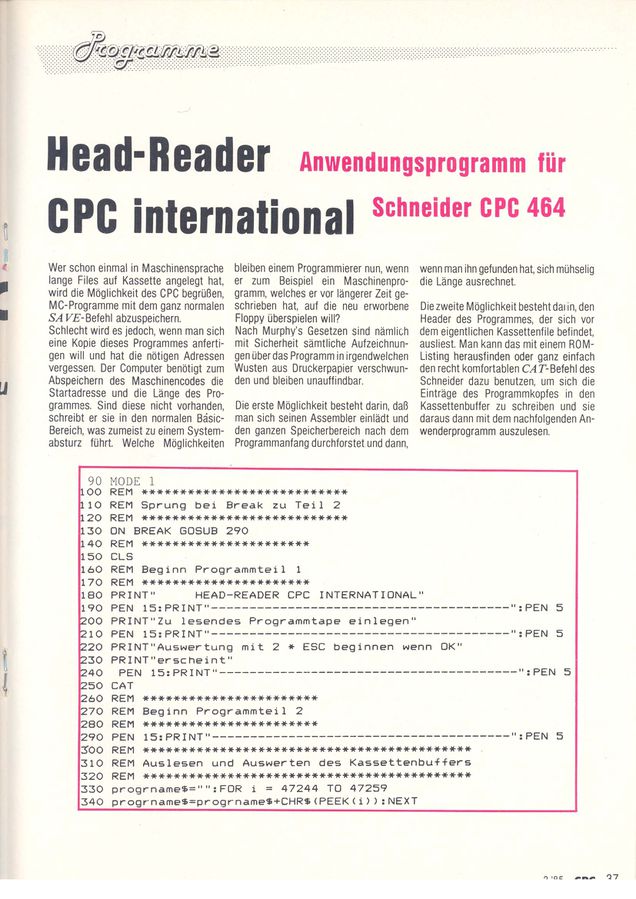 Programme
Head-Reader
CPC international
Anwendungsprogramm für
Schneider CPC 464
Wer schon einmal in Maschinensprache
lange Files auf Kassette angelegt hat,
wird die Möglichkeit des CPC begrüßen,
MC-Programme mit dem ganz normalen
SAVE-Befehl abzuspeichern.
Schlecht wird es jedoch, wenn man sich
eine Kopie dieses Programmes anferti-
gen will und hat die nötigen Adressen
vergessen. Der Computer benötigt zum
Abspeichern des Maschinencodes die
Startadresse und die Länge des Pro-
grammes. Sind diese nicht vorhanden,
schreibt er sie in den normalen Basic-
Bereich, was zumeist zu einem System-
absturz führt. Welche Möglichkeiten
bleiben einem Programmierer nun, wenn
er zum Beispiel ein Maschinenpro-
gramm, welches er vor längerer Zeit ge-
schrieben hat, auf die neu erworbene
Floppy überspielen will?
Nach Murphy's Gesetzen sind nämlich
mit Sicherheit sämtliche Aufzeichnun-
gen über das Programm in irgendwelchen
Wusten aus Druckerpapier verschwun-
den und bleiben unauffindbar.
Die erste Möglichkeit besteht darin, daß
man sich seinen Assembler einlädt und
den ganzen Speicherbereich nach dem
Programmanfang durchforstet und dann,
wenn man ihn gefunden hat, sich mühselig
die Länge ausrechnet.
Die zweite Möglichkeit besteht darin, den
Header des Programmes, der sich vor
dem eigentlichen Kassettenfile befindet,
ausliest. Man kann das mit einem ROM-
Listing herausfinden oder ganz einfach
den recht komfortablen CAT-Befehl des
Schneider dazu benutzen, um sich die
Einträge des Programmkopfes in den
Kassettenbuffer zu schreiben und sie
daraus dann mit dem nachfolgenden An-
wenderprogramm auszulesen.
90 MODE 1
100 REM ***************************
110 REM Sprung bei Break zu Teil 2
120 REM ***************************
130 ON BREAK GOSUB 290
140 REM **********************
150 CLS
160 REM Beginn Programmteil 1
170 REM **********************
180 PRINT"     HEAD-READER CPC INTERNATIONAL"
190 PEN 15:PRINT"---------------------------------------":PEN 5
200 PRINT"Zu lesendes Programmtape einlegen"
210 PEN 15:PRINT"---------------------------------------":PEN 5
220 PRINT"Auswertung mit 2 * ESC beginnen wenn OK"
230 PRINT"erscheint"
240  PEN 15:PRINT"---------------------------------------":PEN 5
250 CAT
260 REM ***********************
270 REM Beginn Programmteil 2
280 REM ***********************
290 PEN 15:PRINT"---------------------------------------":PEN 5
300 REM *******************************************
310 REM Auslesen und Auswerten des Kassettenbuffers
320 REM *******************************************
330 progrname$="":FOR i = 47244 TO 47259
340 progrname$=progrname$+CHR$(PEEK(i)):NEXT
2'85 CPC 37